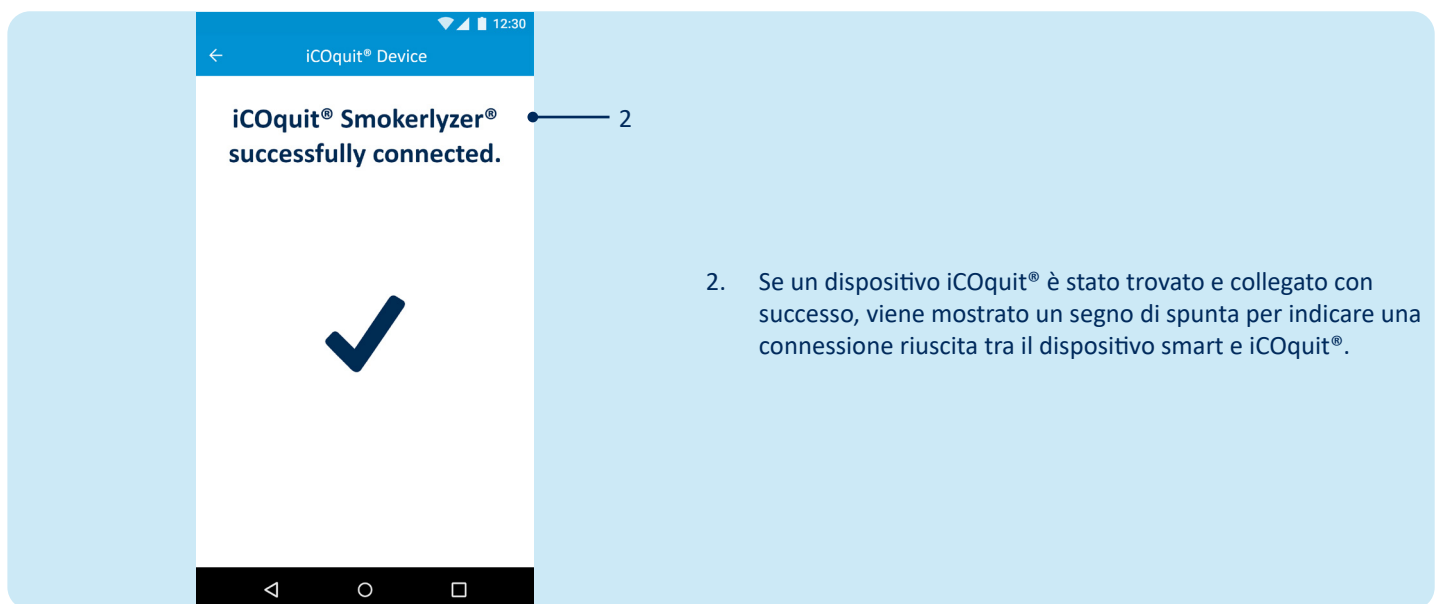 12:30
iCOquit® Device
iCOquit® Smokerlyzer®
successfully connected.
2
2. Se un dispositivo iCOquit® è stato trovato e collegato con
successo, viene mostrato un segno di spunta per indicare una
connessione riuscita tra il dispositivo smart e iCOquit®.